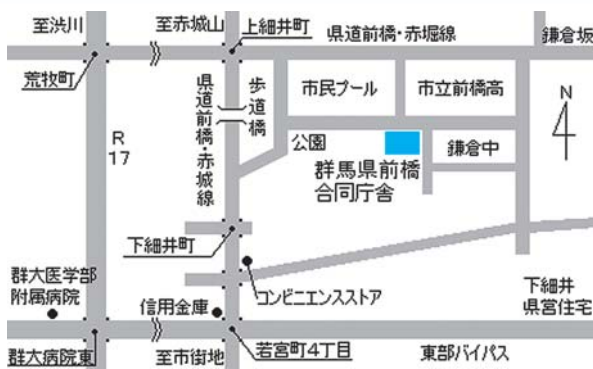 至渋川
至赤城山
上細井町
県道前橋・赤堀線
鎌倉坂
荒牧町
県道前橋・赤城線
歩道橋
市民プール
市立前橋高
N
R
17
公園
鎌倉中
群馬県前橋
合同庁舎
下細井町
群大医学部
附属病院
信用金庫
コンビニエンスストア
下細井
県営住宅
群大病院東
至市街地
若宮町4丁目
東部バイパス